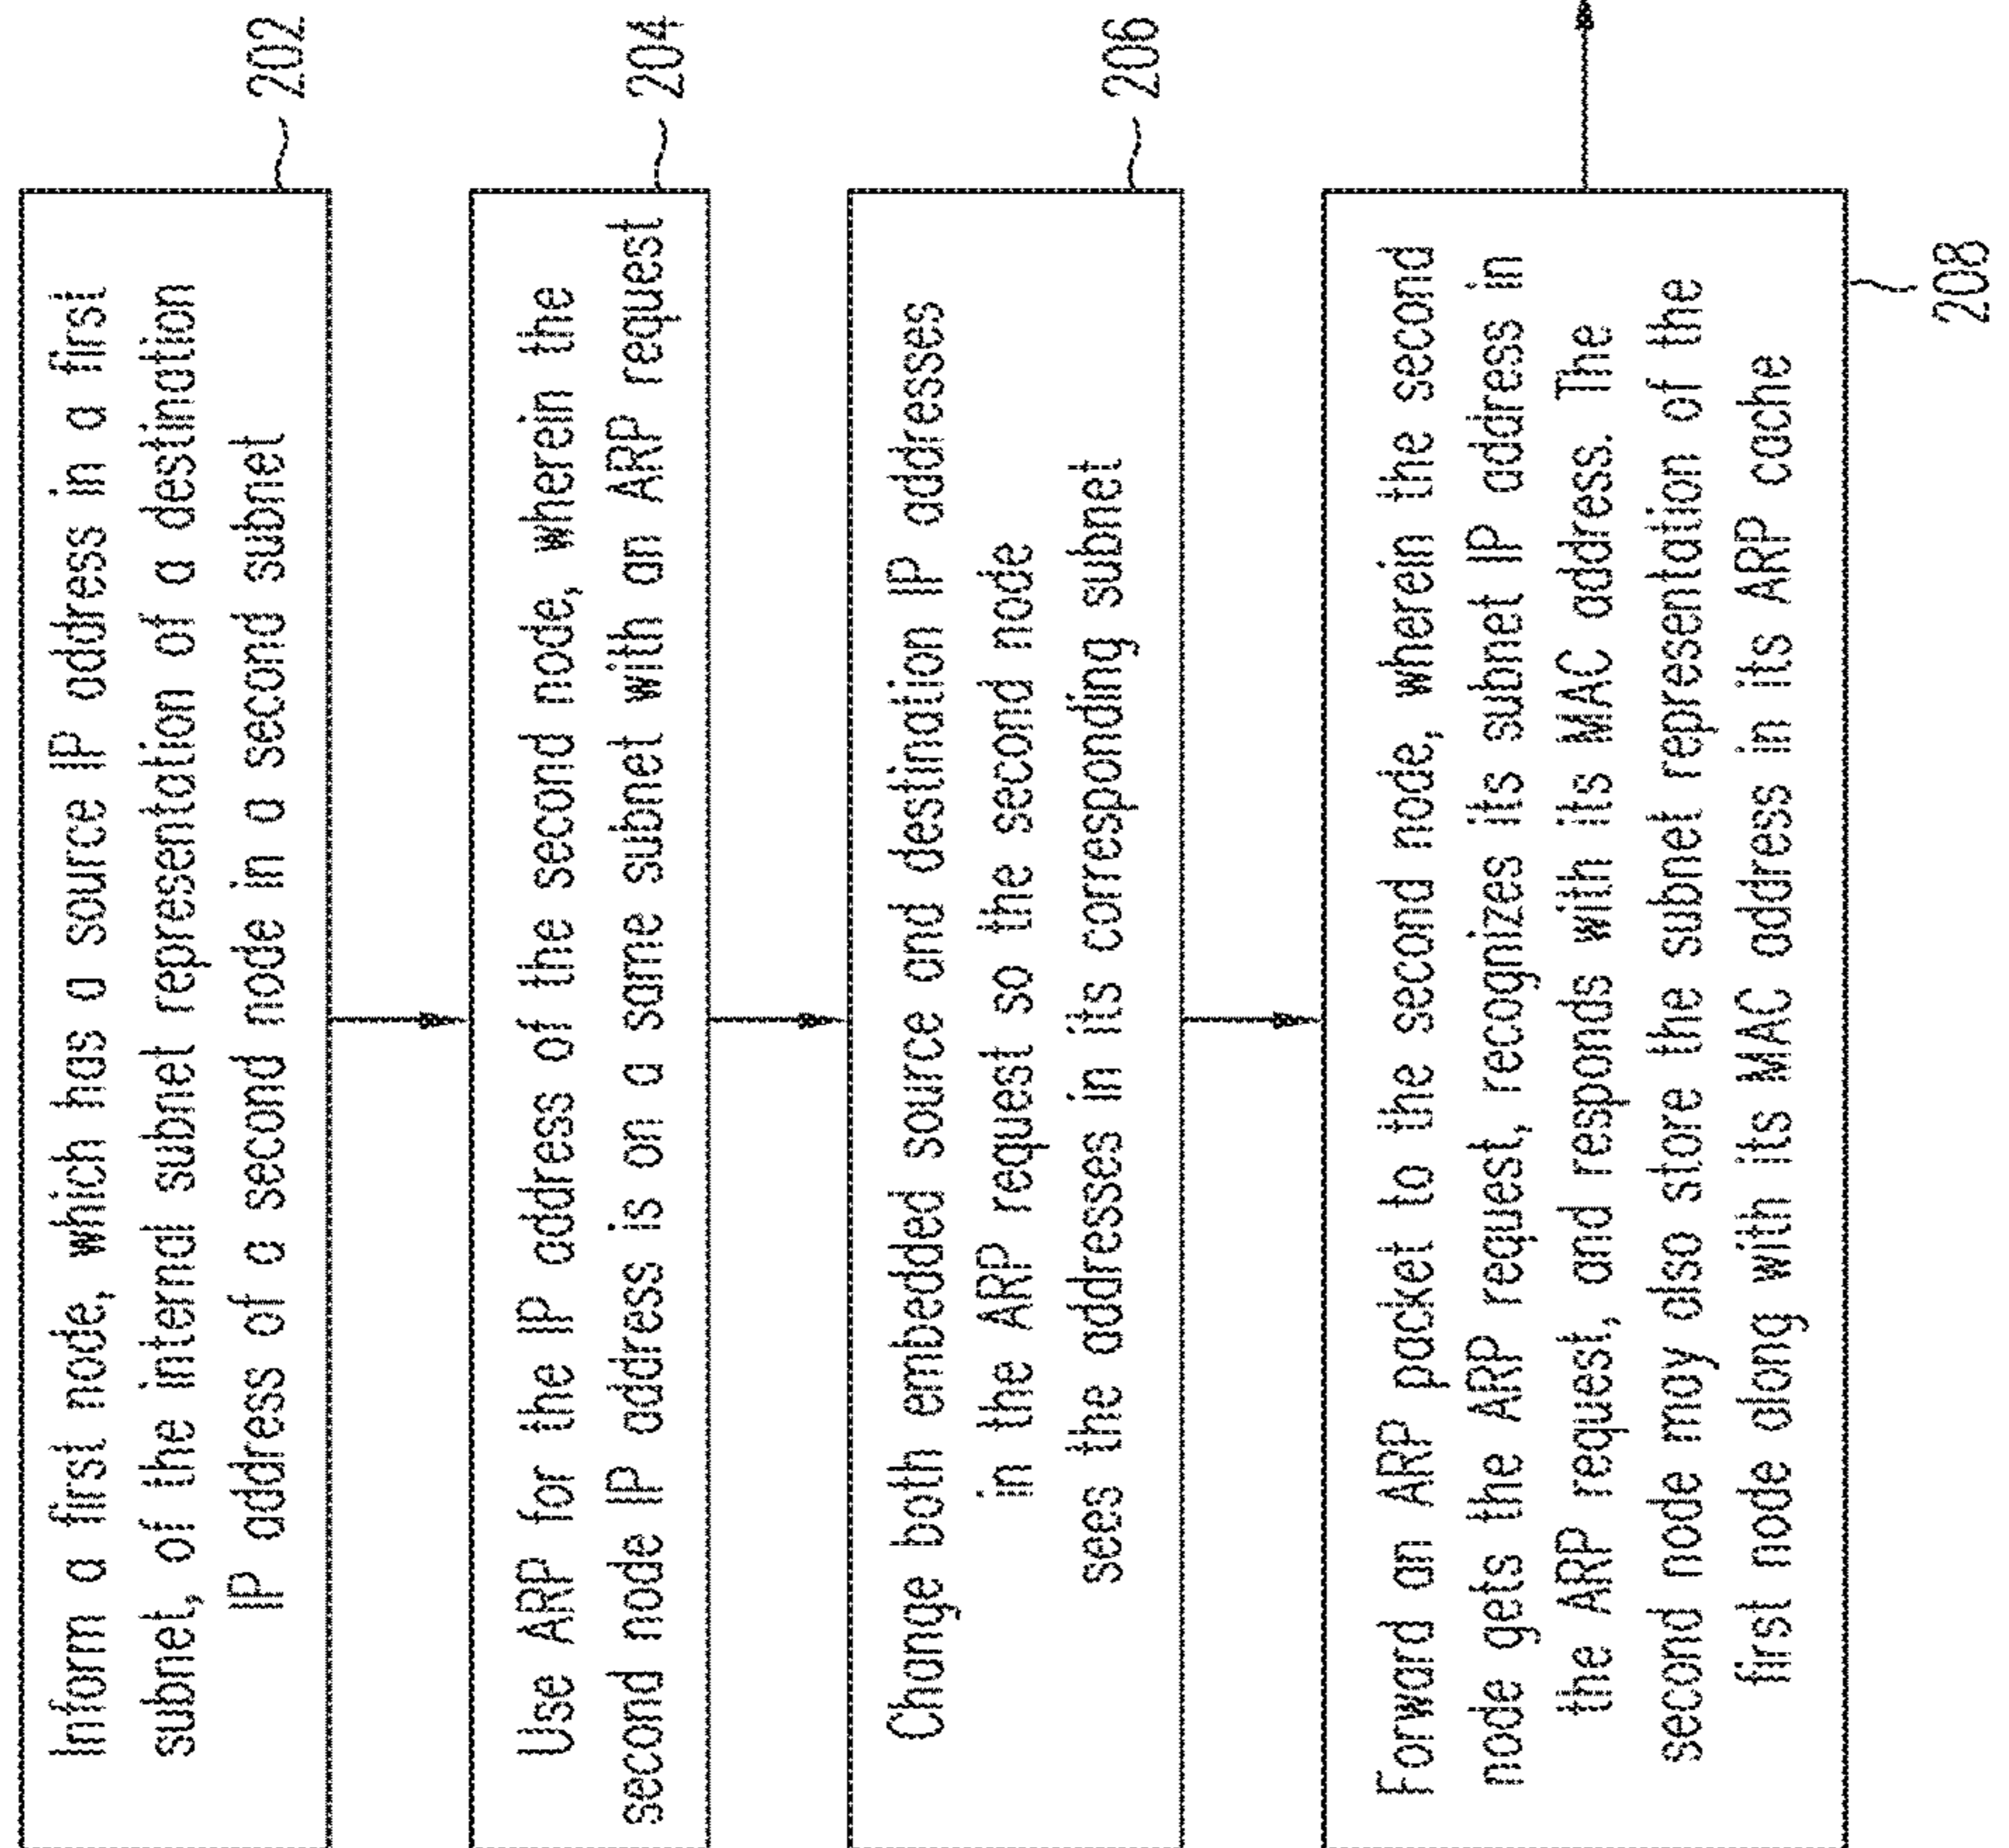 Inform a first node, which has a source IP address in a first
subnet, of the internal subnet representation of a destination
IP address of a second node in a second subnet
202
Use ARP for the IP address of the second node, wherein the
second node IP address is on a same subnet with an ARP request
204
Change both embedded source and destination IP addresses
in the ARP request so the second node
sees the addresses in its corresponding subnet
206
Forward an ARP packet to the second node, wherein the second
node gets the ARP request, recognizes its subnet IP address in
the ARP request, and responds with its MAC address. The
second node may also store the subnet representation of the
first node along with its MAC address in its ARP cache
208